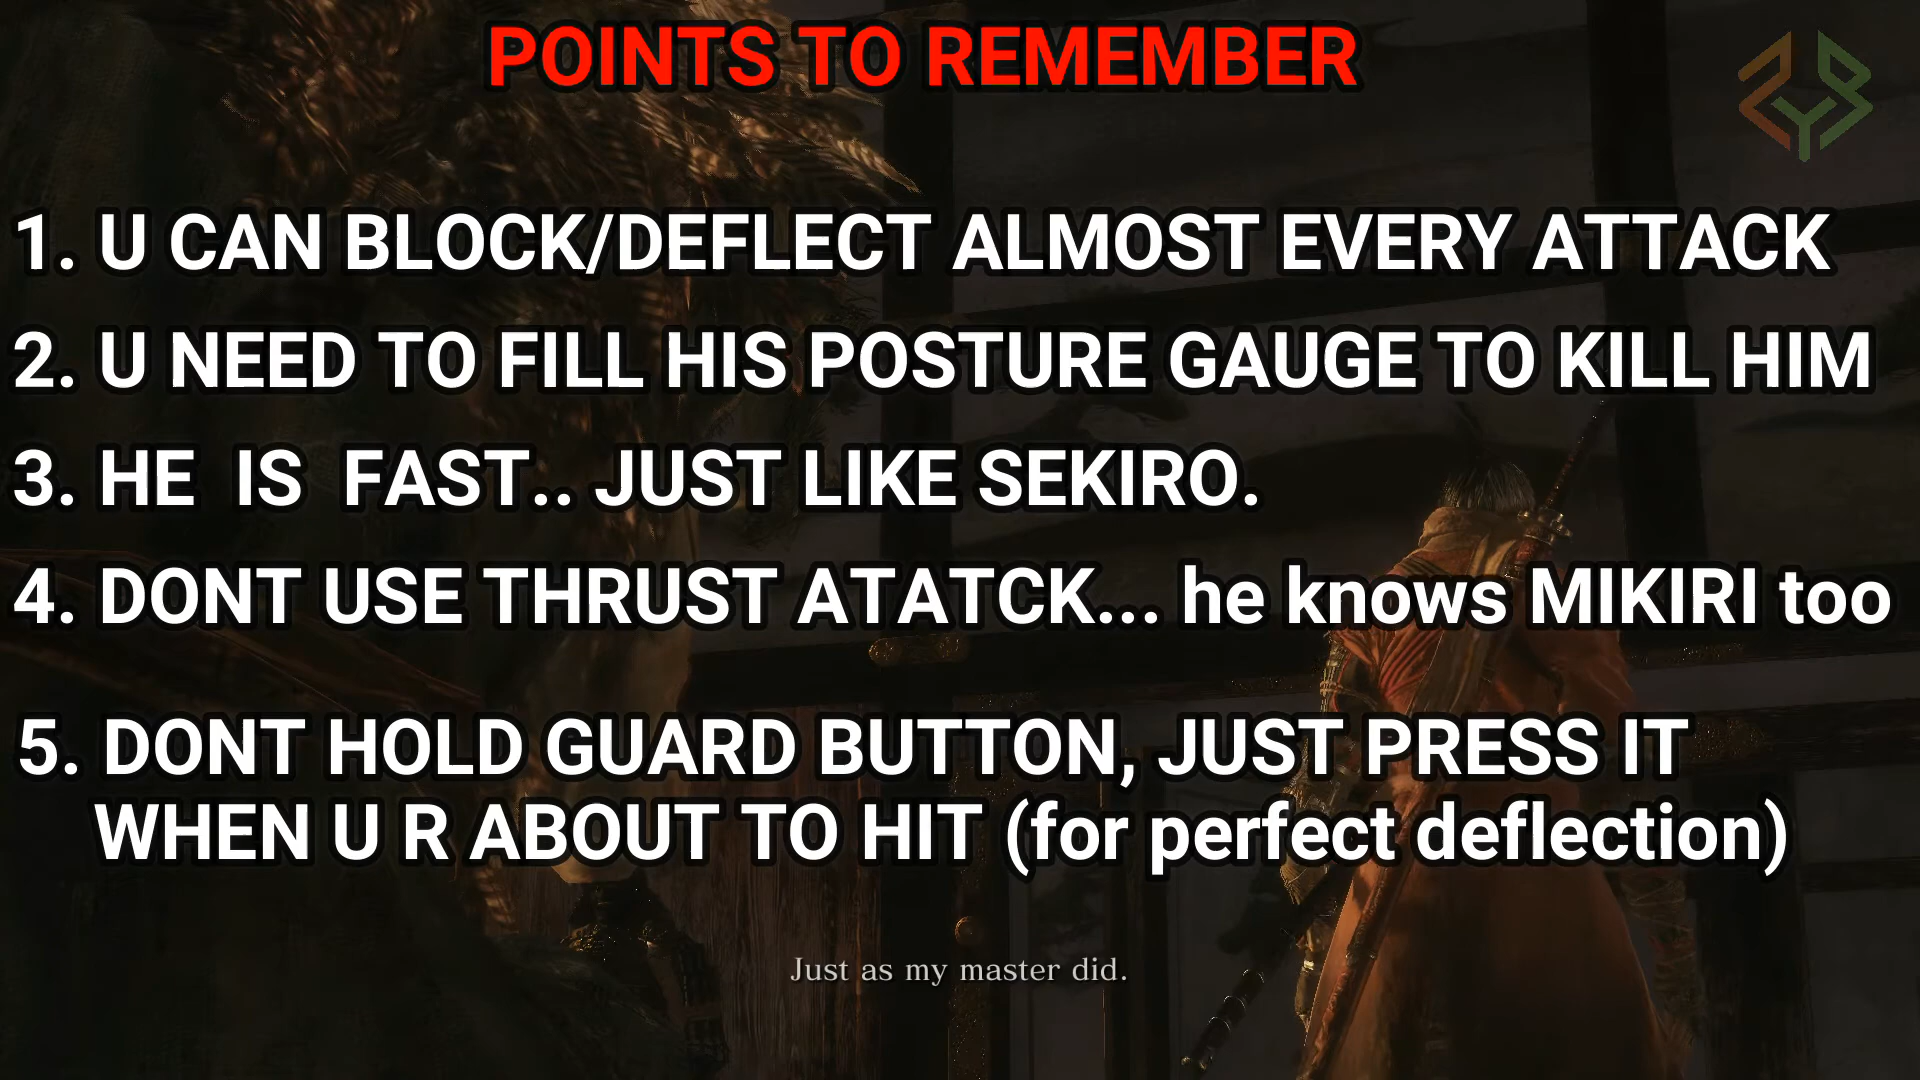 POINTS TO REMEMBER
1. U CAN BLOCK/DEFLECT ALMOST EVERY ATTACK
2. U NEED TO FILL HIS POSTURE GAUGE TO KILL HIM
3. HE IS FAST.. JUST LIKE SEKIRO.
4. DONT USE THRUST ATATCK... he knows MIKIRI too
5. DONT HOLD GUARD BUTTON, JUST PRESS IT
WHEN U R ABOUT TO HIT (for perfect deflection)
Just as my master did.